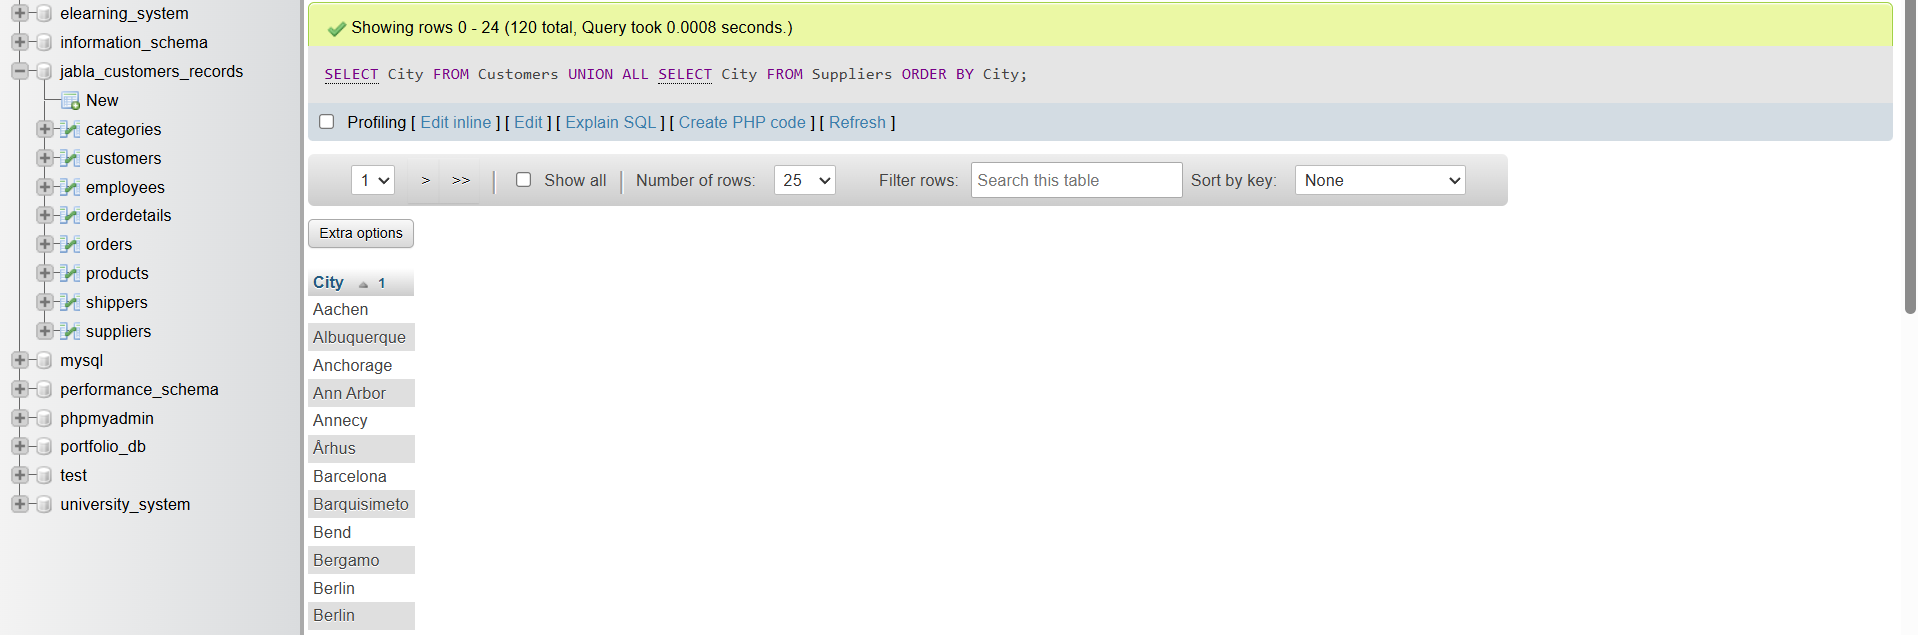 elearning_system
information_schema
jabla_customers_records
New
categories
customers
employees
orderdetails
orders
products
shippers
suppliers
mysql
performance_schema
phpmyadmin
portfolio_db
test
university_system
Showing rows 0 - 24 (120 total, Query took 0.0008 seconds.)
SELECT City FROM Customers UNION ALL SELECT City FROM Suppliers ORDER BY City;
Profiling [ Edit inline ] [ Edit ] [ Explain SQL ] [ Create PHP code ] [ Refresh ]
1 > >> | Show all | Number of rows: 25 Filter rows: Search this table Sort by key: None
Extra options
City 1
Aachen
Albuquerque
Anchorage
Ann Arbor
Annecy
Århus
Barcelona
Barquisimeto
Bend
Bergamo
Berlin
Berlin